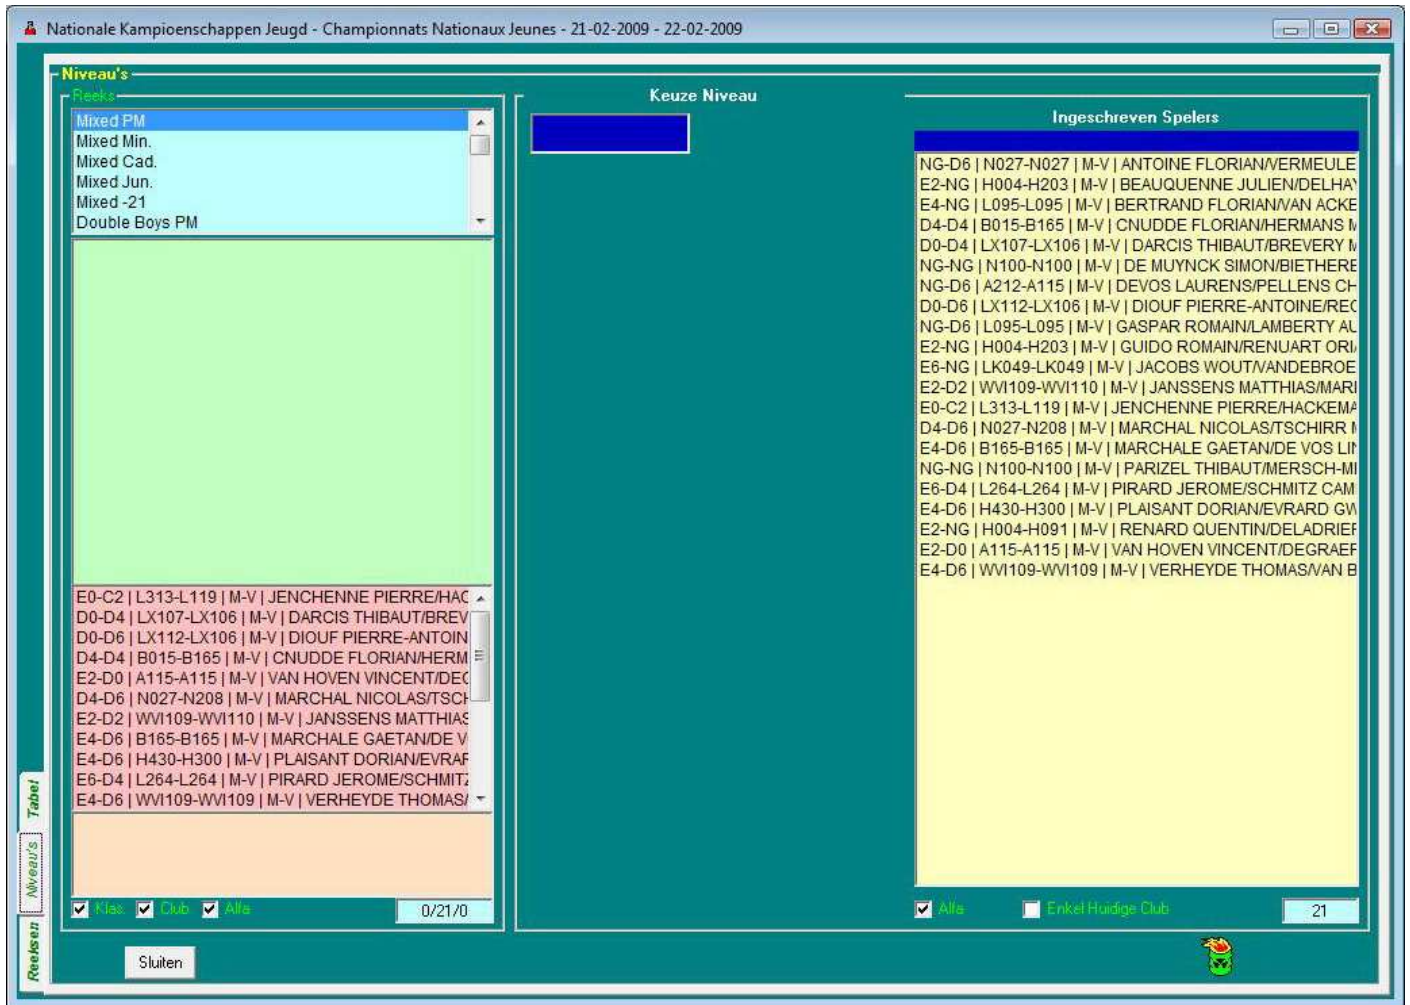 Nationale Kampioenschappen Jeugd - Championnats Nationaux Jeunes - 21-02-2009 - 22-02-2009
Niveau's
Reeks
Mixed PM
Mixed Min.
Mixed Cad.
Mixed Jun.
Mixed -21
Double Boys PM
E0-C2 | L313-L119 | M-V | JENCHENNE PIERRE/HAC
D0-D4 | LX107-LX106 | M-V | DARCIS THIBAUT/BREV
D0-D6 | LX112-LX106 | M-V | DIOUF PIERRE-ANTOIN
D4-D4 | B015-B165 | M-V | CNUDDE FLORIAN/HERM
E2-D0 | A115-A115 | M-V | VAN HOVEN VINCENT/DEG
D4-D6 | N027-N208 | M-V | MARCHAL NICOLAS/TSCH
E2-D2 | WVI109-WVI110 | M-V | JANSSENS MATTHIAS
E4-D6 | B165-B165 | M-V | MARCHALE GAETAN/DE V
E4-D6 | H430-H300 | M-V | PLAISANT DORIAN/EVRAR
E6-D4 | L264-L264 | M-V | PIRARD JEROME/SCHMITZ
E4-D6 | WVI109-WVI109 | M-V | VERHEYDE THOMAS/
Klas. Club Alfa 0/21/0
Keuze Niveau
Ingeschreven Spelers
NG-D6 | N027-N027 | M-V | ANTOINE FLORIAN/VERMEULE
E2-NG | H004-H203 | M-V | BEAUQUENNE JULIEN/DELHAY
E4-NG | L095-L095 | M-V | BERTRAND FLORIAN/VAN ACKE
D4-D4 | B015-B165 | M-V | CNUDDE FLORIAN/HERMANS M
D0-D4 | LX107-LX106 | M-V | DARCIS THIBAUT/BREVERY M
NG-NG | N100-N100 | M-V | DE MUYNCK SIMON/BIETHERE
NG-D6 | A212-A115 | M-V | DEVOS LAURENS/PELLENS CH
D0-D6 | LX112-LX106 | M-V | DIOUF PIERRE-ANTOINE/REC
NG-D6 | L095-L095 | M-V | GASPAR ROMAIN/LAMBERTY AU
E2-NG | H004-H203 | M-V | GUIDO ROMAIN/RENUART ORI
E6-NG | LK049-LK049 | M-V | JACOBS WOUT/VANDEBROE
E2-D2 | WVI109-WVI110 | M-V | JANSSENS MATTHIAS/MARI
E0-C2 | L313-L119 | M-V | JENCHENNE PIERRE/HACKEMA
D4-D6 | N027-N208 | M-V | MARCHAL NICOLAS/TSCHIRR M
E4-D6 | B165-B165 | M-V | MARCHALE GAETAN/DE VOS LIN
NG-NG | N100-N100 | M-V | PARIZEL THIBAUT/MERSCH-MI
E6-D4 | L264-L264 | M-V | PIRARD JEROME/SCHMITZ CAM
E4-D6 | H430-H300 | M-V | PLAISANT DORIAN/EVRARD GW
E2-NG | H004-H091 | M-V | RENARD QUENTIN/DELADRIER
E2-D0 | A115-A115 | M-V | VAN HOVEN VINCENT/DEGRAEF
E4-D6 | WVI109-WVI109 | M-V | VERHEYDE THOMAS/VAN B
Alfa Enkel Huidige Club 21
Tabel
Niveau's
Reeksen
Sluiten